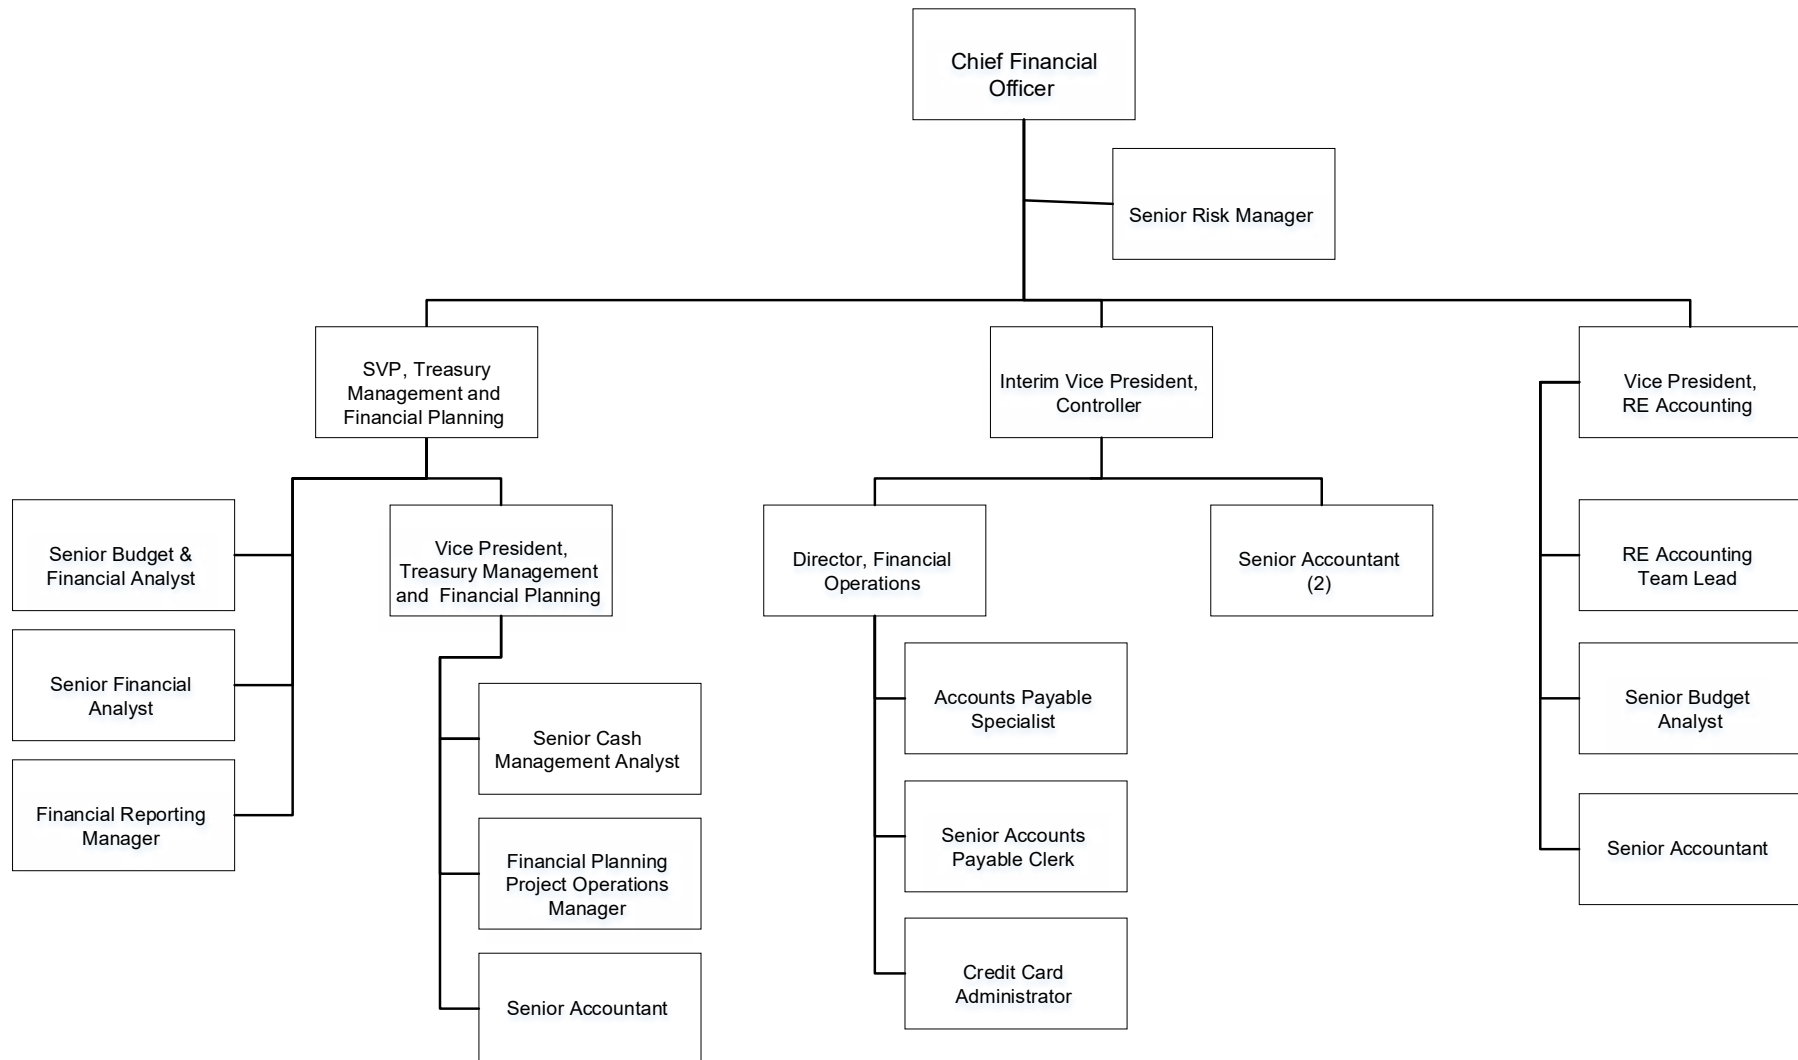 Chief Financial
Officer
Senior Risk Manager
SVP, Treasury
Management and
Financial Planning
Interim Vice President,
Controller
Vice President,
RE Accounting
Senior Budget &
Financial Analyst
Senior Financial
Analyst
Financial Reporting
Manager
Vice President,
Treasury Management
and Financial Planning
Senior Cash
Management Analyst
Financial Planning
Project Operations
Manager
Senior Accountant
Director, Financial
Operations
Accounts Payable
Specialist
Senior Accounts
Payable Clerk
Credit Card
Administrator
Senior Accountant
(2)
RE Accounting
Team Lead
Senior Budget
Analyst
Senior Accountant